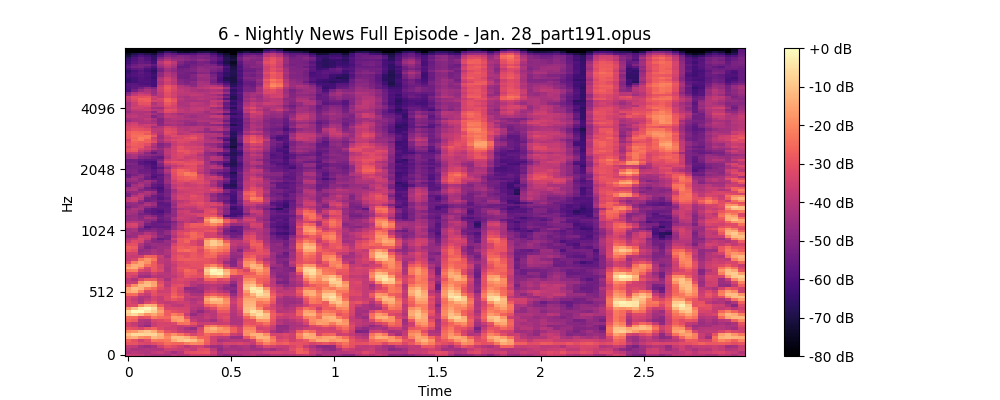 6 - Nightly News Full Episode - Jan. 28_part191.opus
Hz
4096
2048
1024
512
0
0
0.5
1
1.5
2
2.5
Time
+0 dB
-10 dB
-20 dB
-30 dB
-40 dB
-50 dB
-60 dB
-70 dB
-80 dB